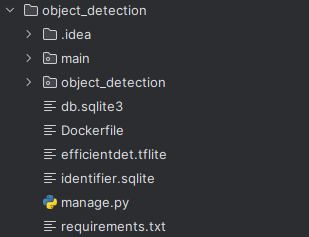 object_detection
.idea
main
object_detection
db.sqlite3
Dockerfile
efficientdet.tflite
identifier.sqlite
manage.py
requirements.txt